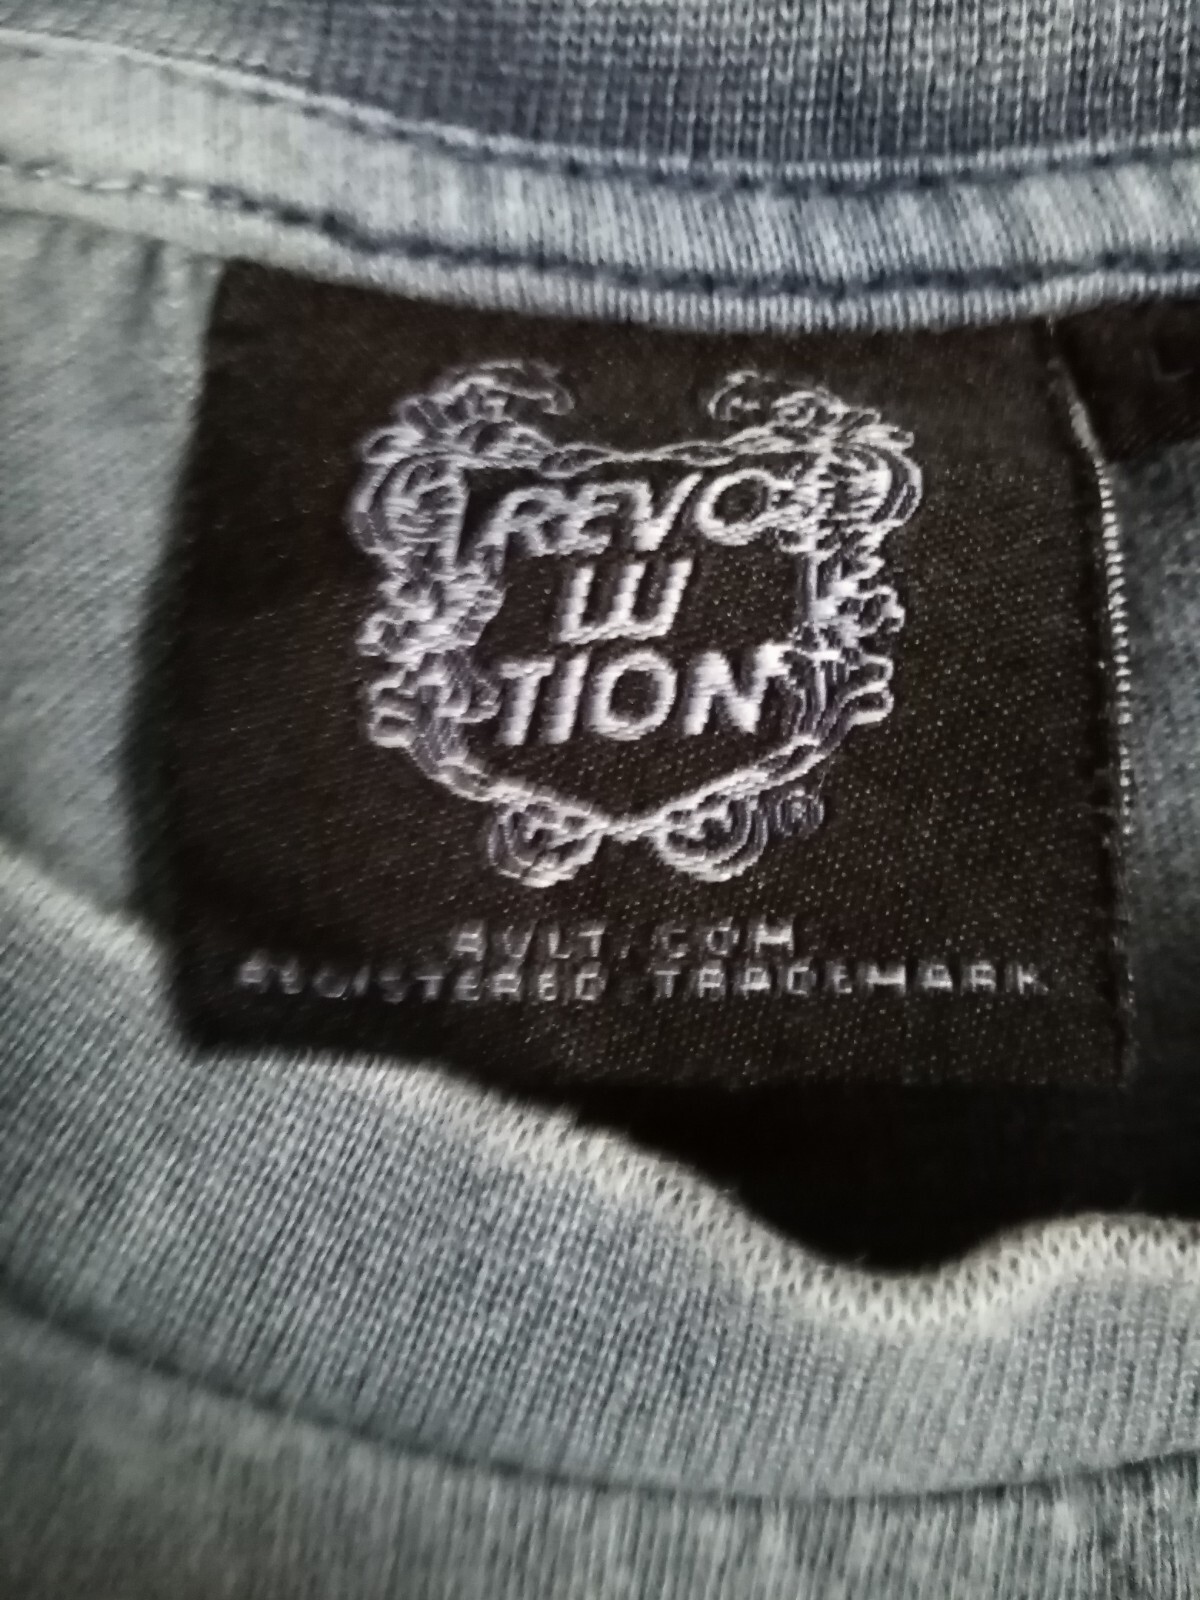 REVO
LU
TION
®
RVLT.COM
REGISTERED TRADEMARK